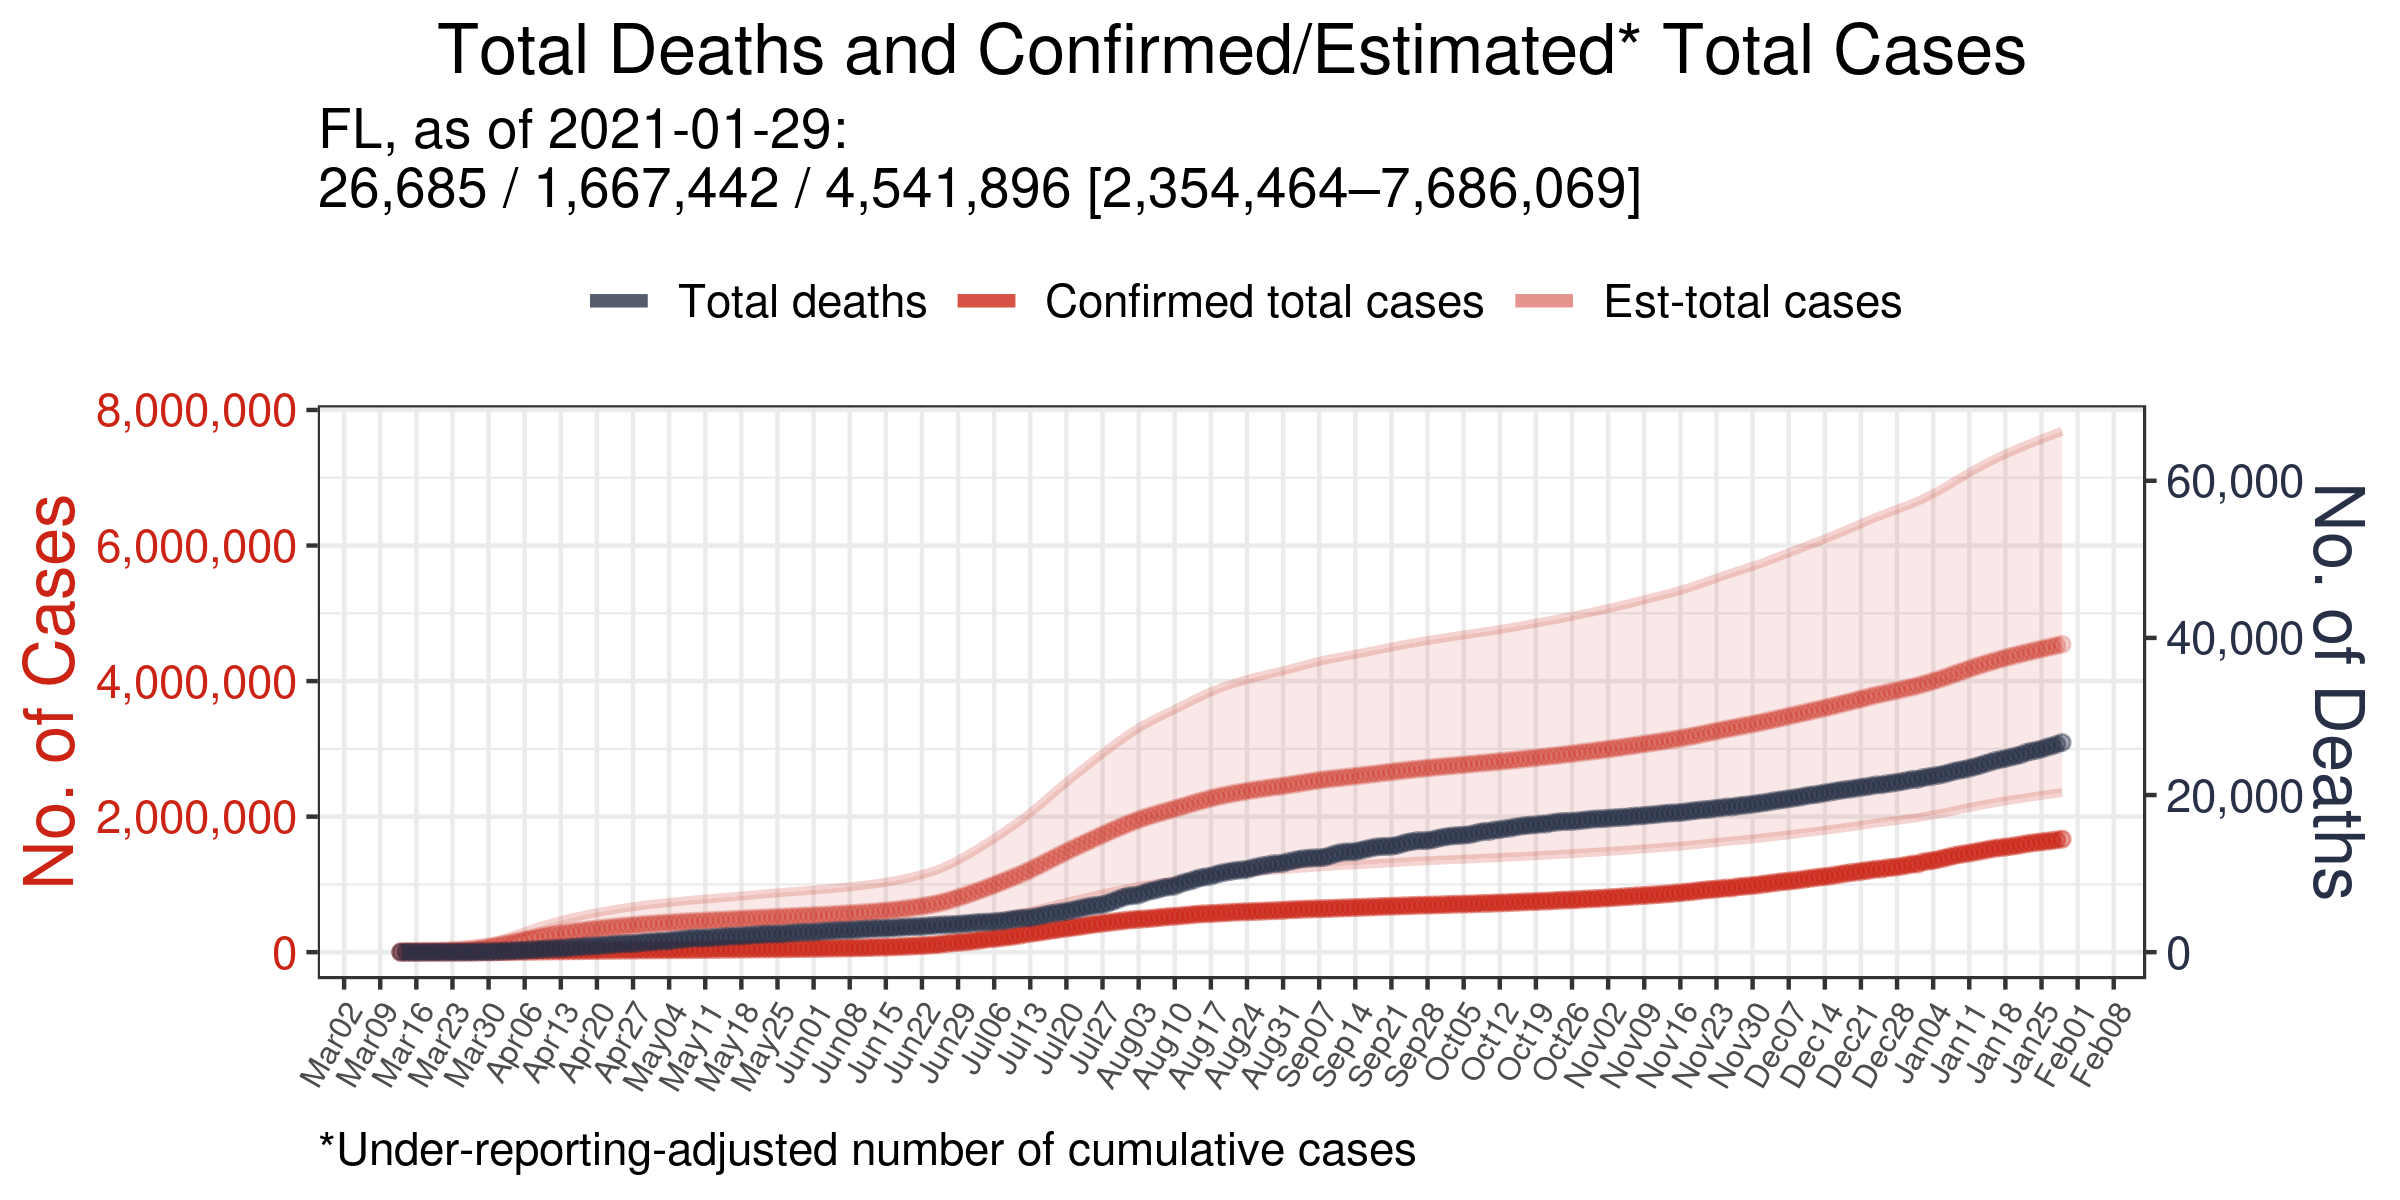 Total Deaths and Confirmed/Estimated* Total Cases
FL, as of 2021-01-29:
26,685 / 1,667,442 / 4,541,896 [2,354,464–7,686,069]
Total deaths
Confirmed total cases
Est-total cases
No. of Cases
8,000,000
6,000,000
4,000,000
2,000,000
0
60,000
40,000
20,000
0
No. of Deaths
Mar02
Mar09
Mar16
Mar23
Mar30
Apr06
Apr13
Apr20
Apr27
May04
May11
May18
May25
Jun01
Jun08
Jun15
Jun22
Jun29
Jul06
Jul13
Jul20
Jul27
Aug03
Aug10
Aug17
Aug24
Aug31
Sep07
Sep14
Sep21
Sep28
Oct05
Oct12
Oct19
Oct26
Nov02
Nov09
Nov16
Nov23
Nov30
Dec07
Dec14
Dec21
Dec28
Jan04
Jan11
Jan18
Jan25
Feb01
Feb08
*Under-reporting-adjusted number of cumulative cases